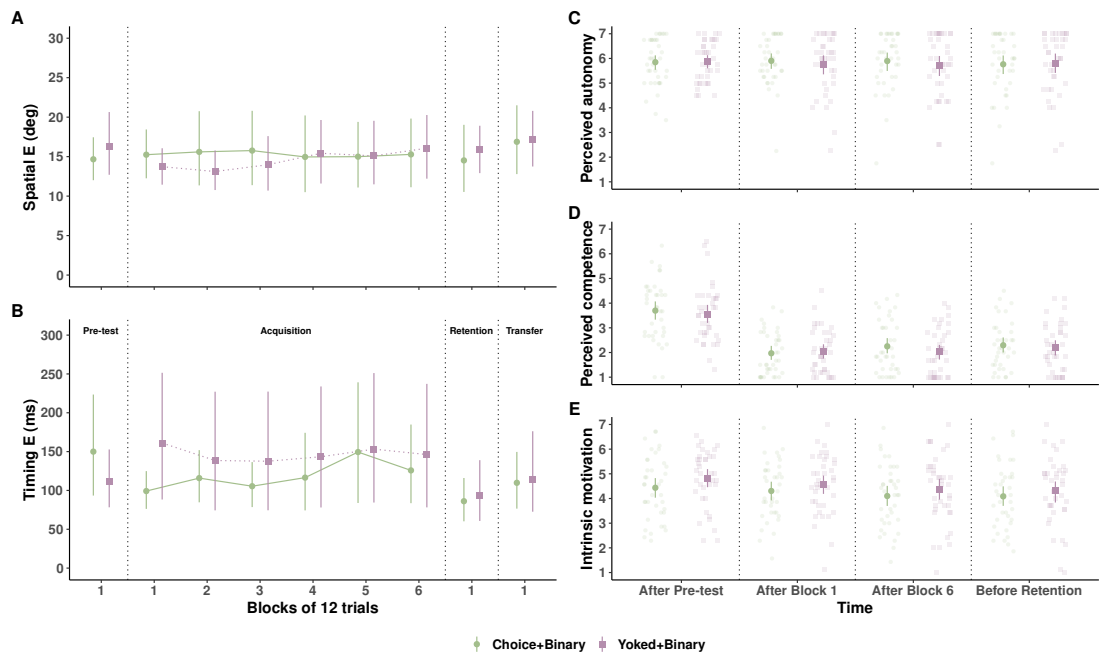 A
Spatial E (deg)
30
25
20
15
10
5
0
B
Timing E (ms)
300
250
200
150
100
50
0
Pre-test
Acquisition
Retention
Transfer
1 1 2 3 4 5 6 1 1
Blocks of 12 trials
C
Perceived autonomy
7
6
5
4
3
2
1
D
Perceived competence
7
6
5
4
3
2
1
E
Intrinsic motivation
7
6
5
4
3
2
1
After Pre-test After Block 1 After Block 6 Before Retention
Time
Choice+Binary Yoked+Binary